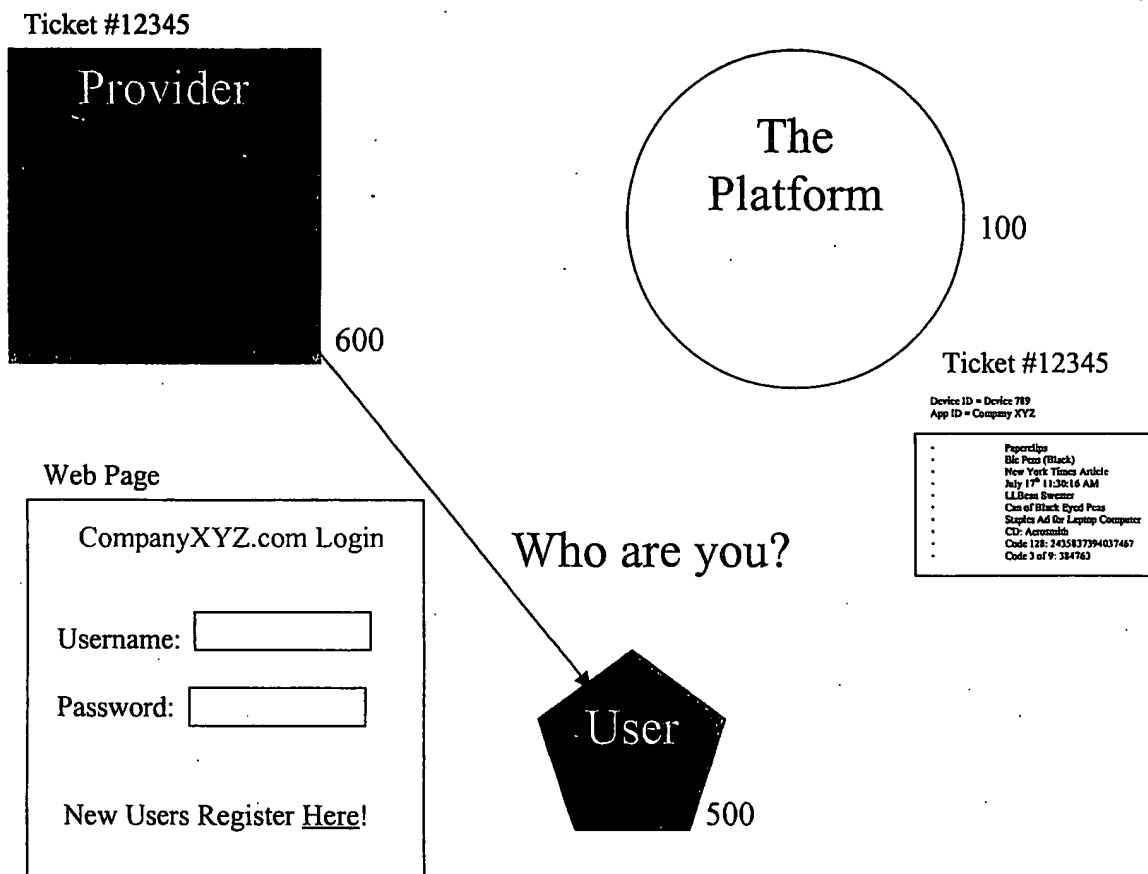 Ticket #12345
Provider
600
The
Platform
100
Ticket #12345
Device ID = Device 789
App ID = Company XYZ
• Paperclips
• Bic Pens (Black)
• New York Times Article
• July 17th 11:30:16 AM
• LLBean Sweater
• Can of Black Eyed Peas
• Staples Ad for Laptop Computer
• CD: Aerosmith
• Code 128: 2435837394037467
• Code 3 of 9: 384763
Web Page
CompanyXYZ.com Login
Username:
Password:
New Users Register Here!
Who are you?
User
500